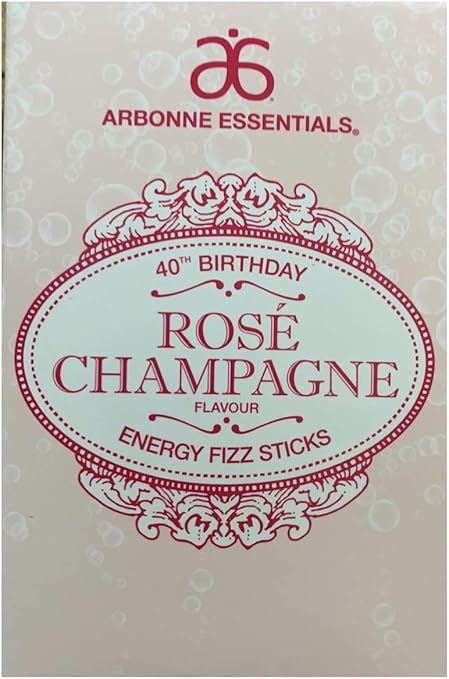 ARBONNE ESSENTIALS®
40TH BIRTHDAY
ROSÉ
CHAMPAGNE
FLAVOUR
ENERGY FIZZ STICKS